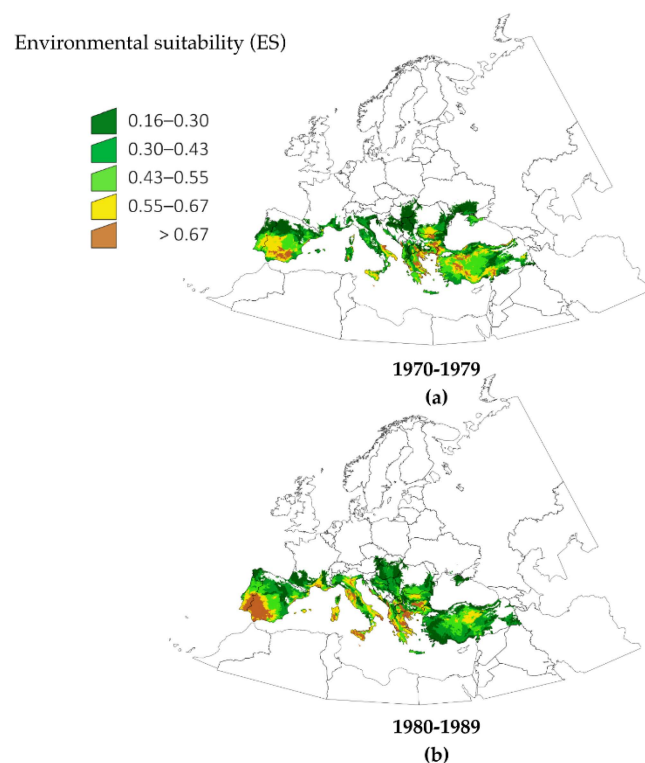 Environmental suitability (ES)
0.16–0.30
0.30–0.43
0.43–0.55
0.55–0.67
> 0.67
1970-1979
(a)
1980-1989
(b)